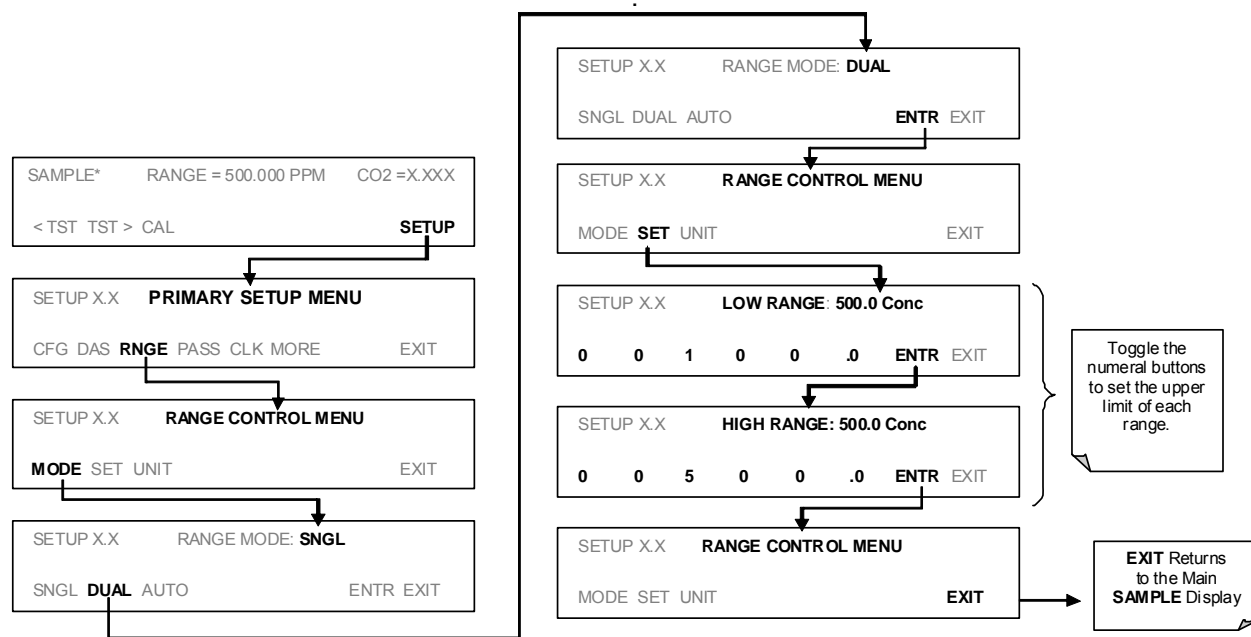 SAMPLE* RANGE = 500.000 PPM CO2 =X.XXX
< TST TST > CAL SETUP
SETUP X.X PRIMARY SETUP MENU
CFG DAS RNGE PASS CLK MORE EXIT
SETUP X.X RANGE CONTROL MENU
MODE SET UNIT EXIT
SETUP X.X RANGE MODE: SNGL
SNGL DUAL AUTO ENTR EXIT
SETUP X.X RANGE MODE: DUAL
SNGL DUAL AUTO ENTR EXIT
SETUP X.X RANGE CONTROL MENU
MODE SET UNIT EXIT
SETUP X.X LOW RANGE: 500.0 Conc
0 0 1 0 0 .0 ENTR EXIT
SETUP X.X HIGH RANGE: 500.0 Conc
0 0 5 0 0 .0 ENTR EXIT
Toggle the
numeral buttons
to set the upper
limit of each
range.
SETUP X.X RANGE CONTROL MENU
MODE SET UNIT EXIT
EXIT Returns
to the Main
SAMPLE Display